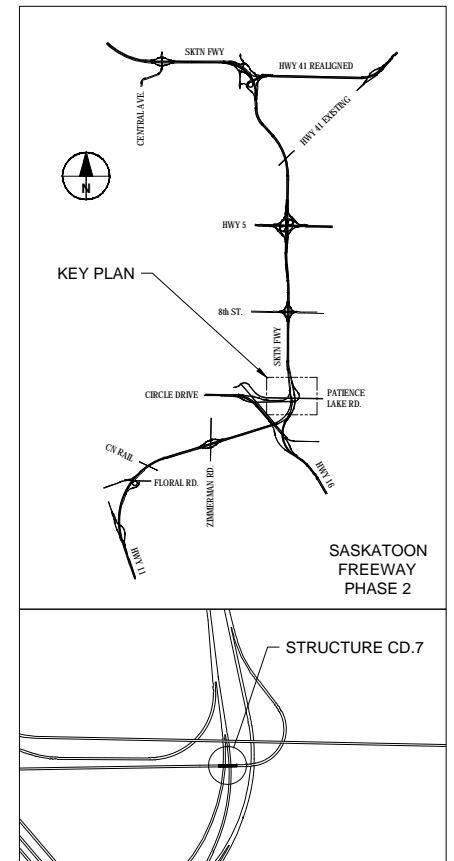 SKTN FWY
HWY 41 REALIGNED
CENTRAL AVE.
HWY 41 EXISTING
N
HWY 5
KEY PLAN
8th ST.
SKTN FWY
CIRCLE DRIVE
PATIENCE
LAKE RD.
CN RAIL
ZIMMERMAN RD.
HWY 16
FLORAL RD.
HWY 11
SASKATOON
FREEWAY
PHASE 2
STRUCTURE CD.7